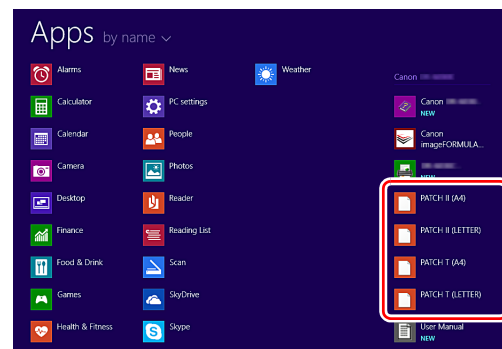 Apps by name
Alarms
Calculator
Calendar
Camera
Desktop
Finance
Food & Drink
Games
Health & Fitness
News
PC settings
People
Photos
Reader
Reading List
Scan
SkyDrive
Skype
Weather
Canon
Canon
NEW
Canon
imageFORMULA...
NEW
PATCH II (A4)
PATCH II (LETTER)
PATCH T (A4)
PATCH T (LETTER)
User Manual
NEW